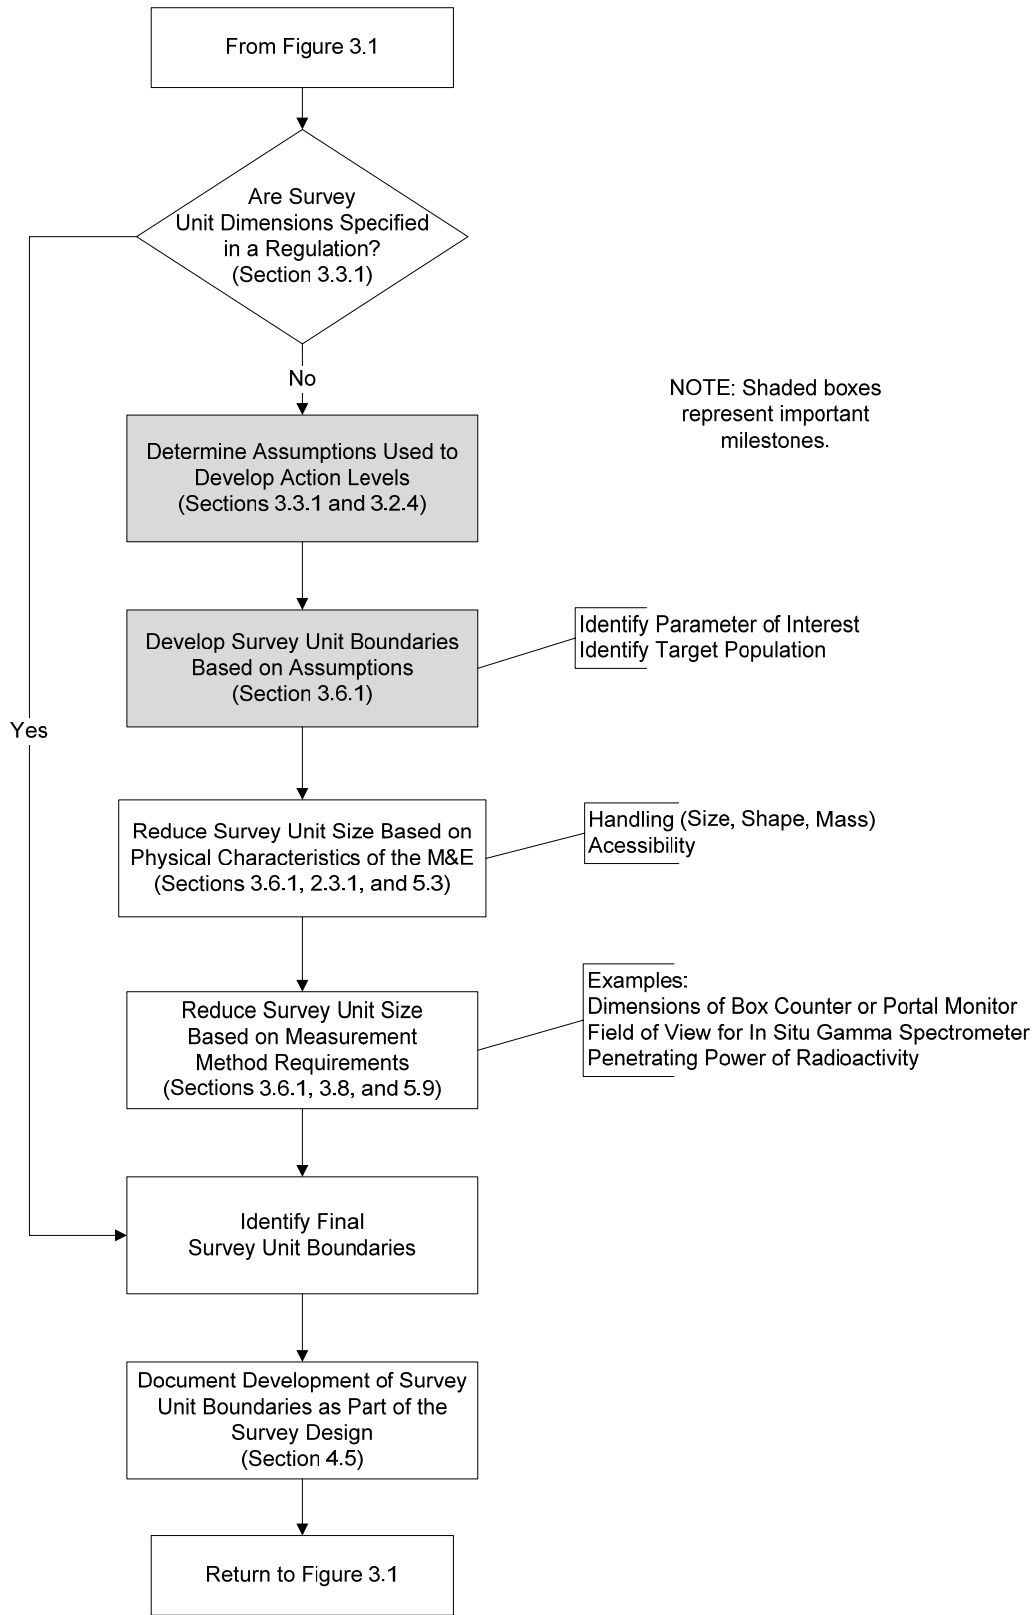 From Figure 3.1
Are Survey
Unit Dimensions Specified
in a Regulation?
(Section 3.3.1)
No
NOTE: Shaded boxes
represent important
milestones.
Determine Assumptions Used to
Develop Action Levels
(Sections 3.3.1 and 3.2.4)
Develop Survey Unit Boundaries
Based on Assumptions
(Section 3.6.1)
Identify Parameter of Interest
Identify Target Population
Yes
Reduce Survey Unit Size Based on
Physical Characteristics of the M&E
(Sections 3.6.1, 2.3.1, and 5.3)
Handling (Size, Shape, Mass)
Acessibility
Reduce Survey Unit Size
Based on Measurement
Method Requirements
(Sections 3.6.1, 3.8, and 5.9)
Examples:
Dimensions of Box Counter or Portal Monitor
Field of View for In Situ Gamma Spectrometer
Penetrating Power of Radioactivity
Identify Final
Survey Unit Boundaries
Document Development of Survey
Unit Boundaries as Part of the
Survey Design
(Section 4.5)
Return to Figure 3.1